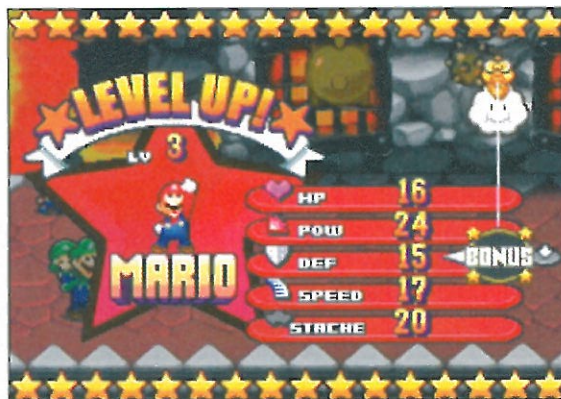 LEVEL UP!
LV 3
MARIO
HP 16
POW 24
DEF 15
SPEED 17
STACHE 20
BONUS